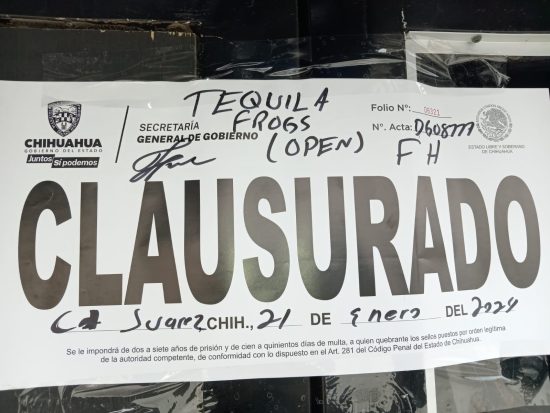 TEQUILA
FROGS
(OPEN)
CHIHUAHUA
GOBIERNO DEL ESTADO
Juntos Sí podemos
SECRETARÍA
GENERAL DE GOBIERNO
Folio N°:
N°. Acta: D608777
FH
ESTADO LIBRE Y SOBERANO
DE CHIHUAHUA
CLAUSURADO
Cd Juarez CHIH., 21 DE enero DEL 2024
Se le impondrá de dos a siete años de prisión y de cien a quinientos días de multa, a quien quebrante los sellos puestos por orden legítima
de la autoridad competente, de conformidad con lo dispuesto en el Art. 281 del Código Penal del Estado de Chihuahua.